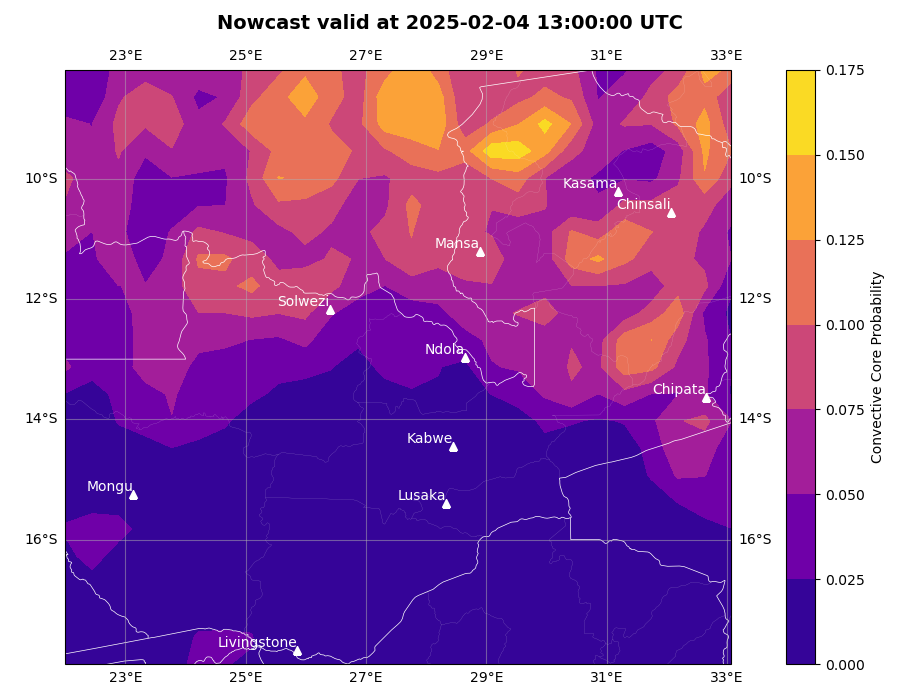 Nowcast valid at 2025-02-04 13:00:00 UTC
23°E 25°E 27°E 29°E 31°E 33°E
0.175
0.150
10°S Kasama 10°S
Chinsali
0.125
Mansa
12°S Solwezi 12°S
0.100
Ndola
Chipata
14°S 14°S
0.075
Kabwe
Mongu Lusaka
0.050
16°S 16°S
0.025
Livingstone
0.000
23°E 25°E 27°E 29°E 31°E 33°E
Convective Core Probability